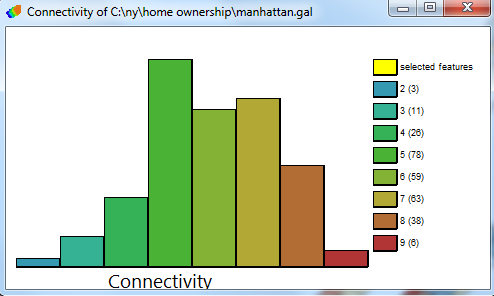 Connectivity of C:\ny\home ownership\manhattan.gal
selected features
2 (3)
3 (11)
4 (26)
5 (78)
6 (59)
7 (63)
8 (38)
9 (6)
Connectivity